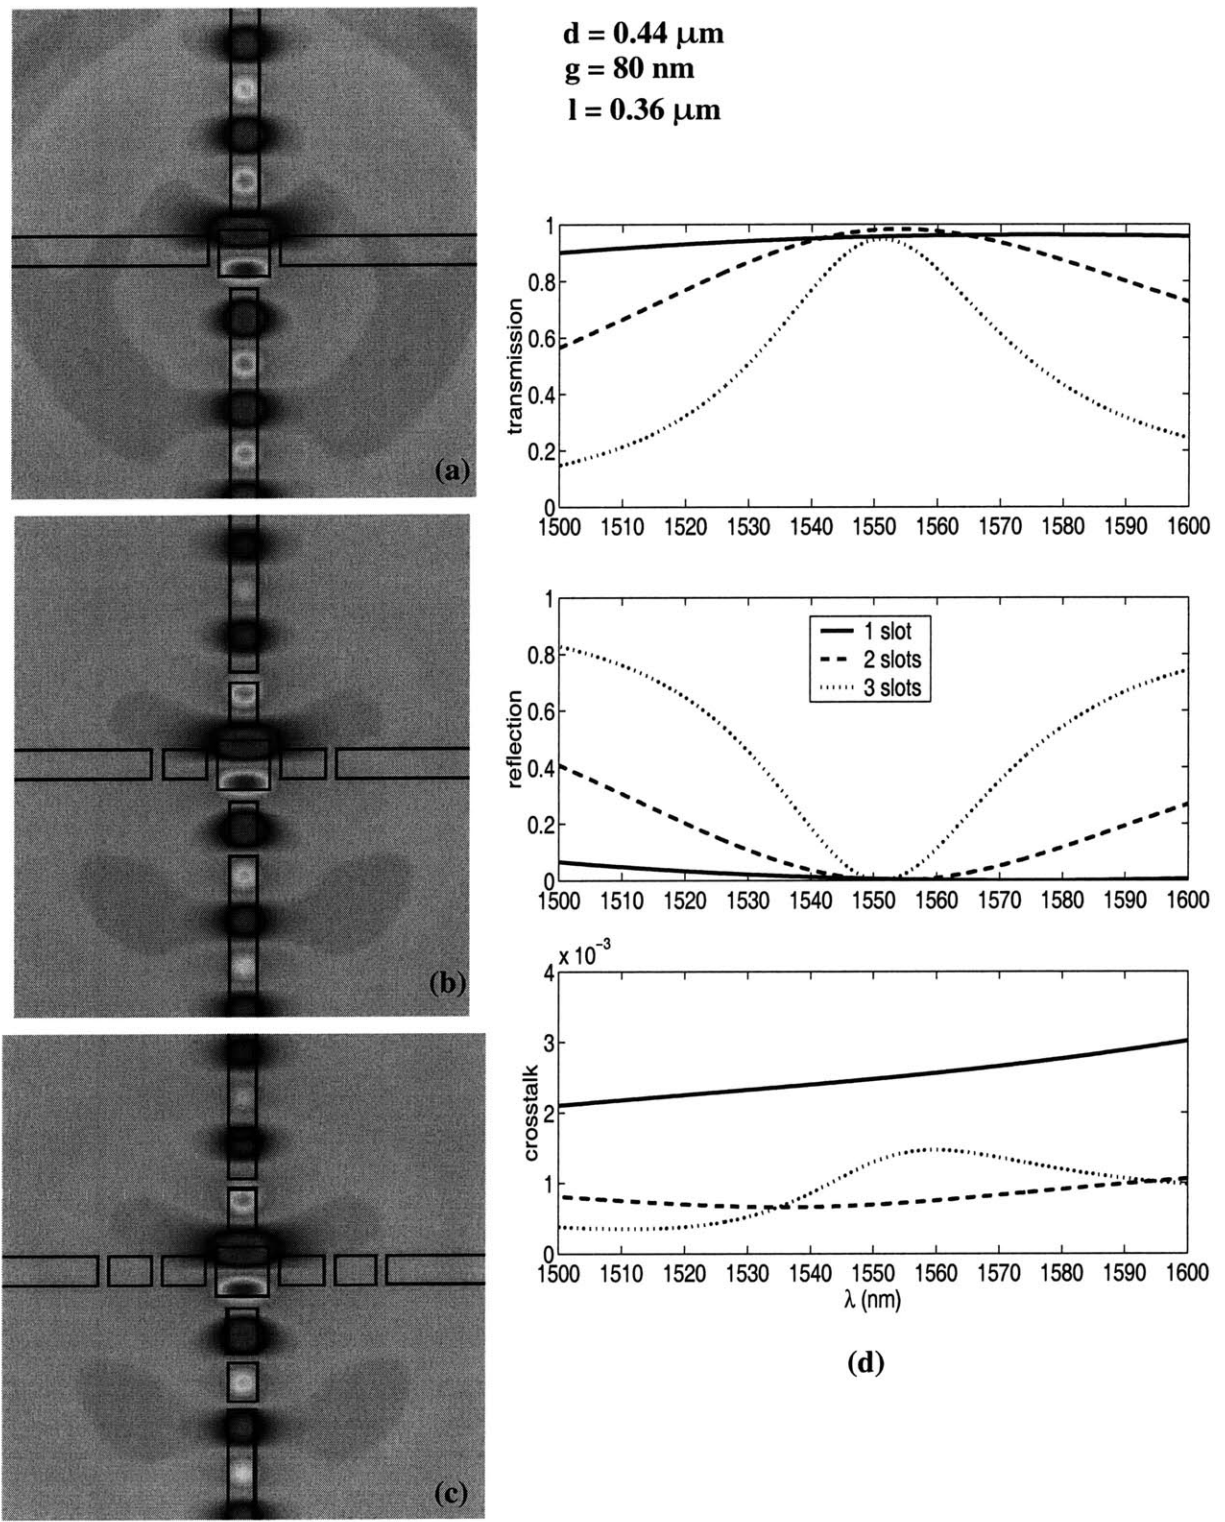 d = 0.44 μm
g = 80 nm
l = 0.36 μm
(a)
(b)
(c)
1
0.8
0.6
0.4
0.2
0
transmission
1500 1510 1520 1530 1540 1550 1560 1570 1580 1590 1600
1
0.8
0.6
0.4
0.2
0
reflection
1 slot
2 slots
3 slots
1500 1510 1520 1530 1540 1550 1560 1570 1580 1590 1600
x 10⁻³
4
3
2
1
0
crosstalk
1500 1510 1520 1530 1540 1550 1560 1570 1580 1590 1600
λ (nm)
(d)